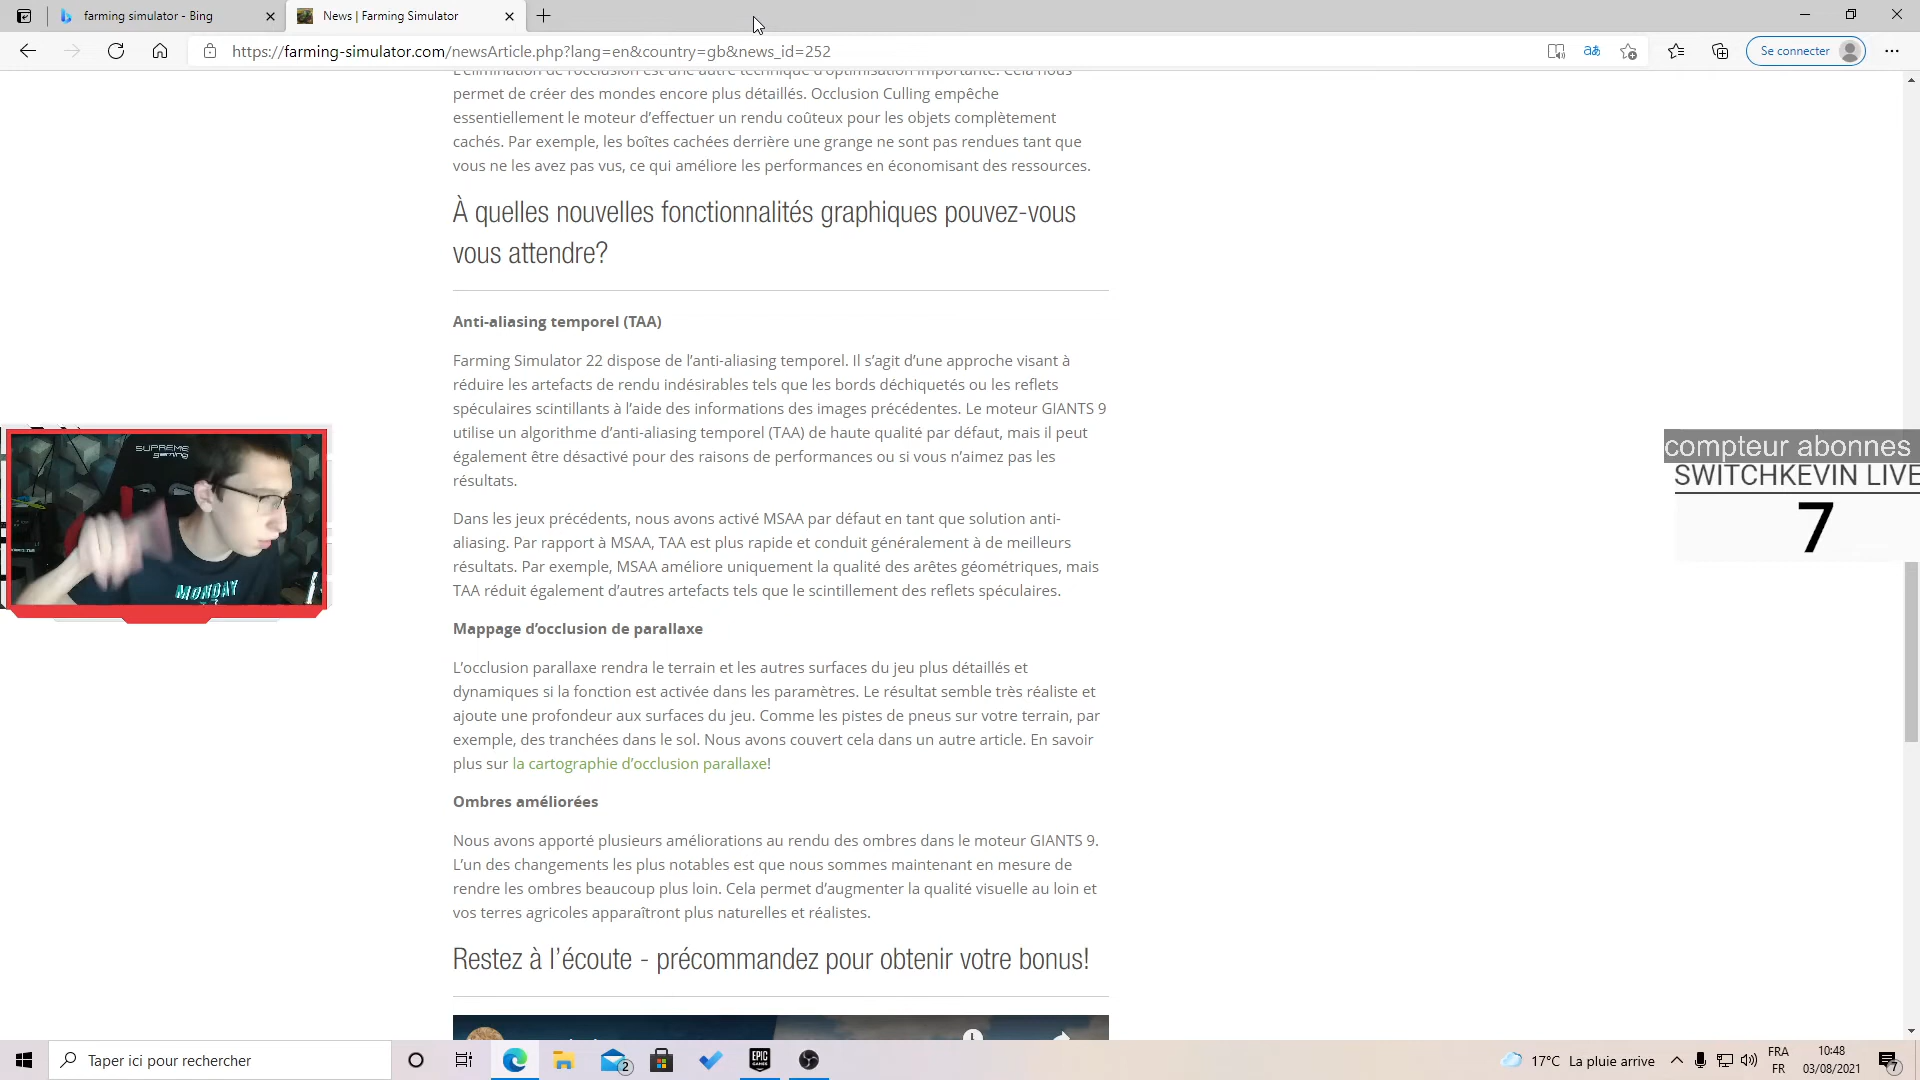 farming simulator - Bing
News | Farming Simulator
https://farming-simulator.com/newsArticle.php?lang=en&country=gb&news_id=252
Se connecter
L'élimination de l'occlusion est une autre technique d'optimisation importante. Cela nous
permet de créer des mondes encore plus détaillés. Occlusion Culling empêche
essentiellement le moteur d'effectuer un rendu coûteux pour les objets complètement
cachés. Par exemple, les boîtes cachées derrière une grange ne sont pas rendues tant que
vous ne les avez pas vus, ce qui améliore les performances en économisant des ressources.
À quelles nouvelles fonctionnalités graphiques pouvez-vous
vous attendre?
Anti-aliasing temporel (TAA)
Farming Simulator 22 dispose de l'anti-aliasing temporel. Il s'agit d'une approche visant à
réduire les artefacts de rendu indésirables tels que les bords déchiquetés ou les reflets
spéculaires scintillants à l'aide des informations des images précédentes. Le moteur GIANTS 9
utilise un algorithme d'anti-aliasing temporel (TAA) de haute qualité par défaut, mais il peut
également être désactivé pour des raisons de performances ou si vous n'aimez pas les
résultats.
Dans les jeux précédents, nous avons activé MSAA par défaut en tant que solution anti-
aliasing. Par rapport à MSAA, TAA est plus rapide et conduit généralement à de meilleurs
résultats. Par exemple, MSAA améliore uniquement la qualité des arêtes géométriques, mais
TAA réduit également d'autres artefacts tels que le scintillement des reflets spéculaires.
Mappage d'occlusion de parallaxe
L'occlusion parallaxe rendra le terrain et les autres surfaces du jeu plus détaillés et
dynamiques si la fonction est activée dans les paramètres. Le résultat semble très réaliste et
ajoute une profondeur aux surfaces du jeu. Comme les pistes de pneus sur votre terrain, par
exemple, des tranchées dans le sol. Nous avons couvert cela dans un autre article. En savoir
plus sur la cartographie d'occlusion parallaxe!
Ombres améliorées
Nous avons apporté plusieurs améliorations au rendu des ombres dans le moteur GIANTS 9.
L'un des changements les plus notables est que nous sommes maintenant en mesure de
rendre les ombres beaucoup plus loin. Cela permet d'augmenter la qualité visuelle au loin et
vos terres agricoles apparaîtront plus naturelles et réalistes.
Restez à l'écoute - précommandez pour obtenir votre bonus!
SUPREME
gaming
MONDAY
compteur abonnes
SWITCHKEVIN LIVE
7
Taper ici pour rechercher
2
EPIC
GAMES
17°C La pluie arrive
FRA
FR
10:48
03/08/2021
7